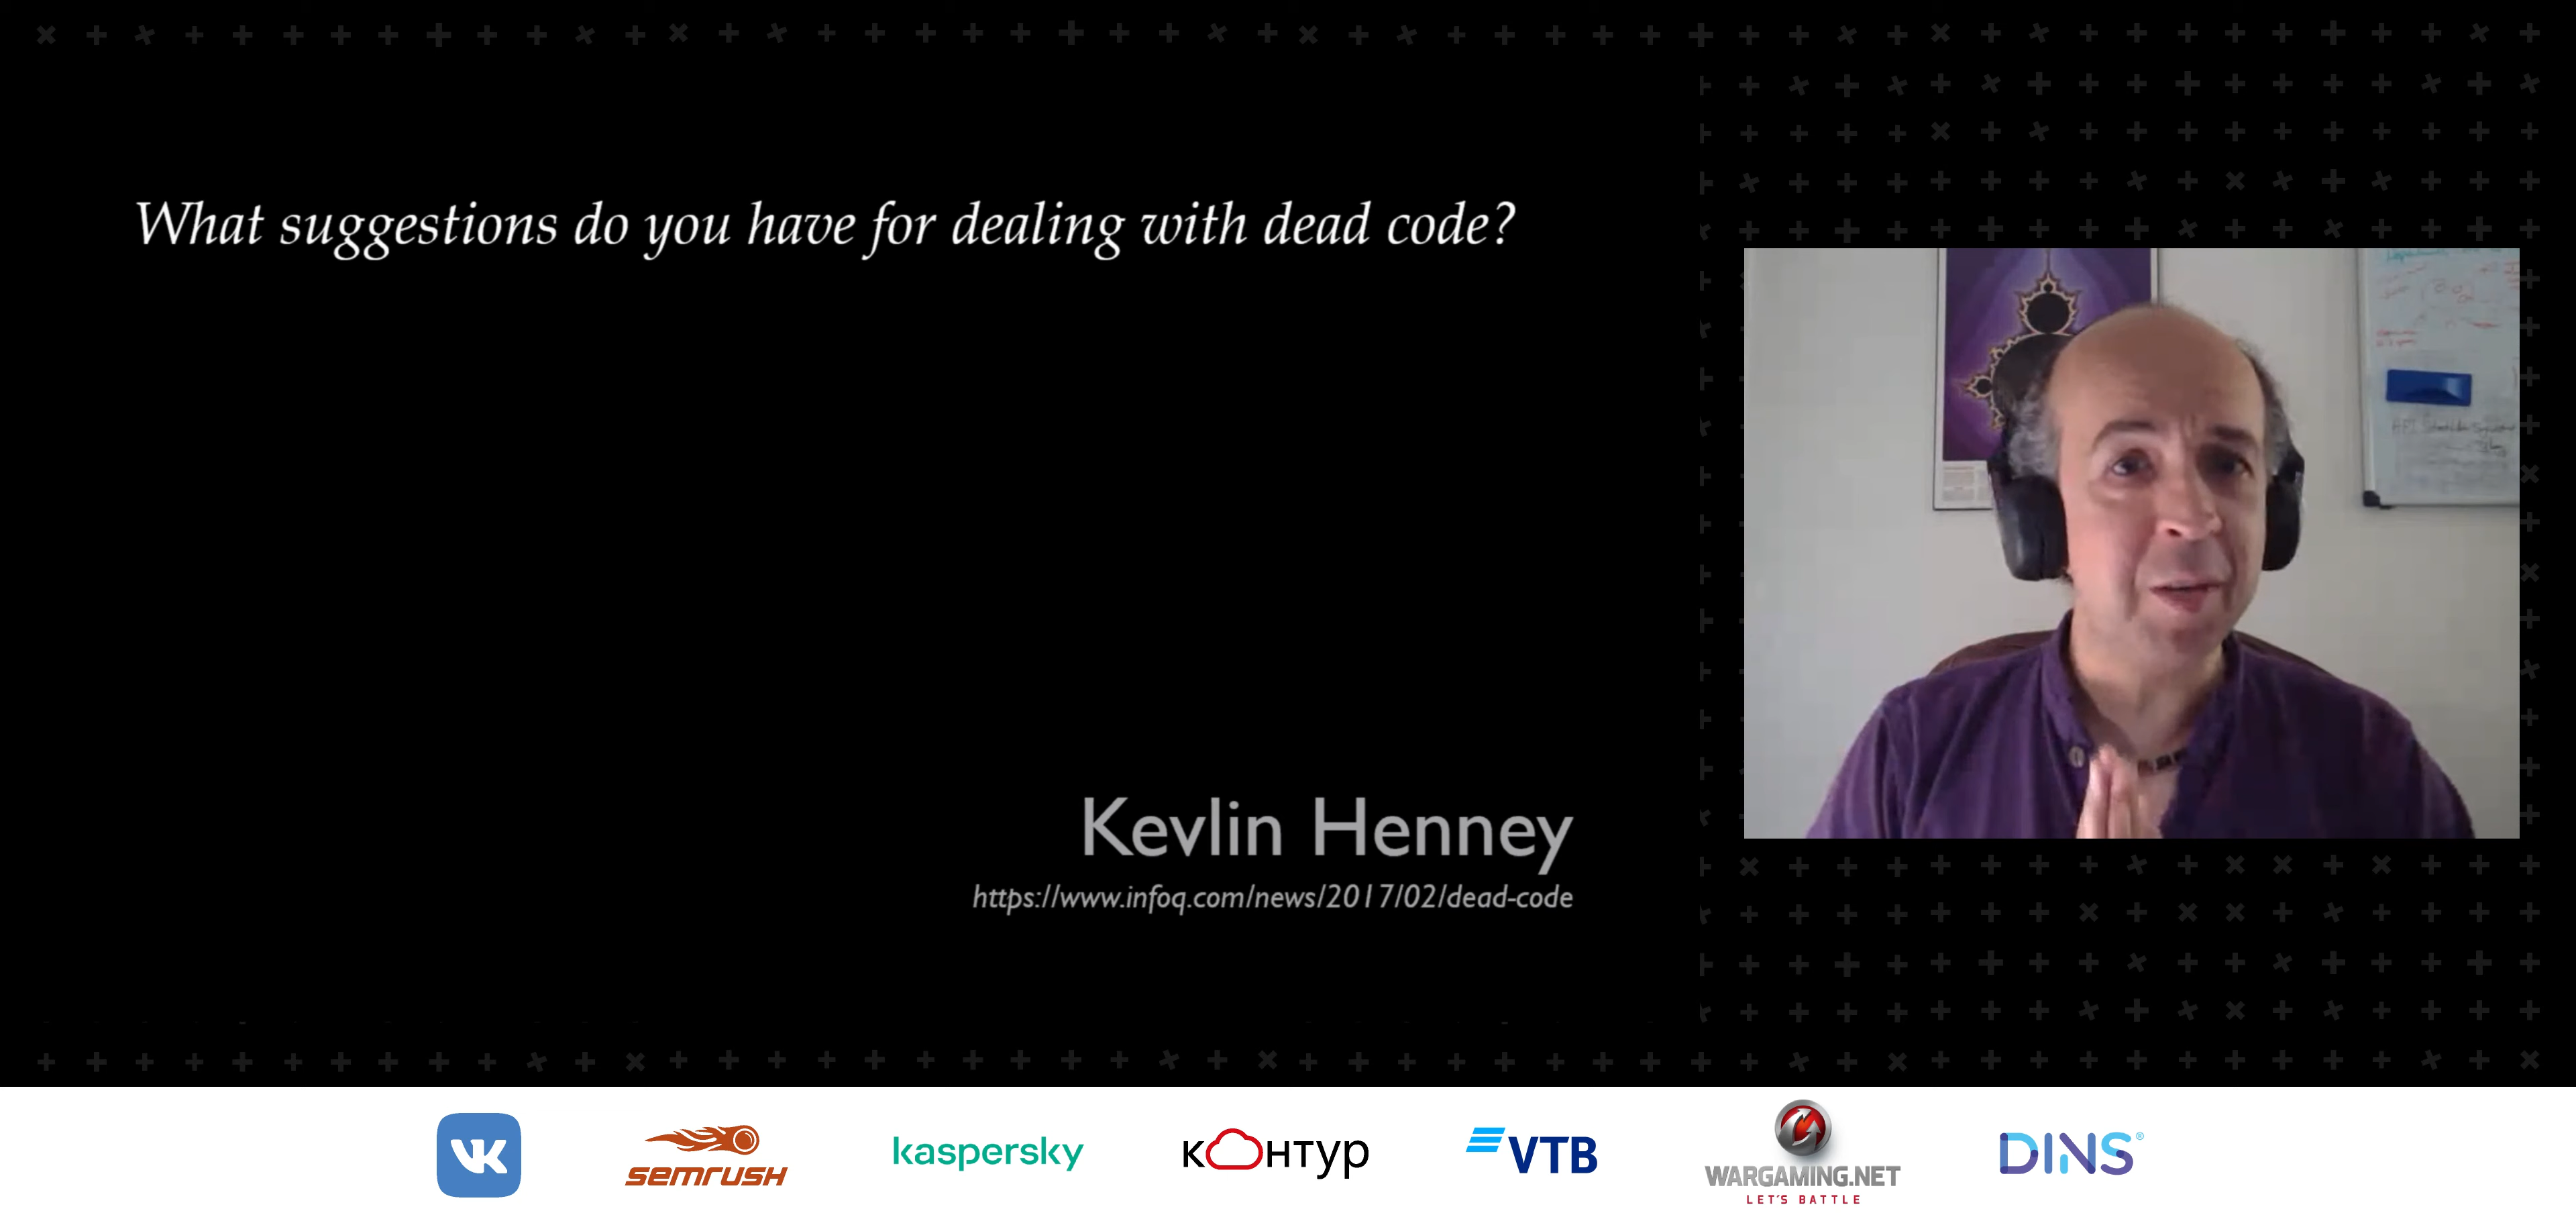 What suggestions do you have for dealing with dead code?
Kevlin Henney
https://www.infoq.com/news/2017/02/dead-code
VK
SEMRUSH
kaspersky
контур
VTB
WARGAMING.NET
LET'S BATTLE
DINS®